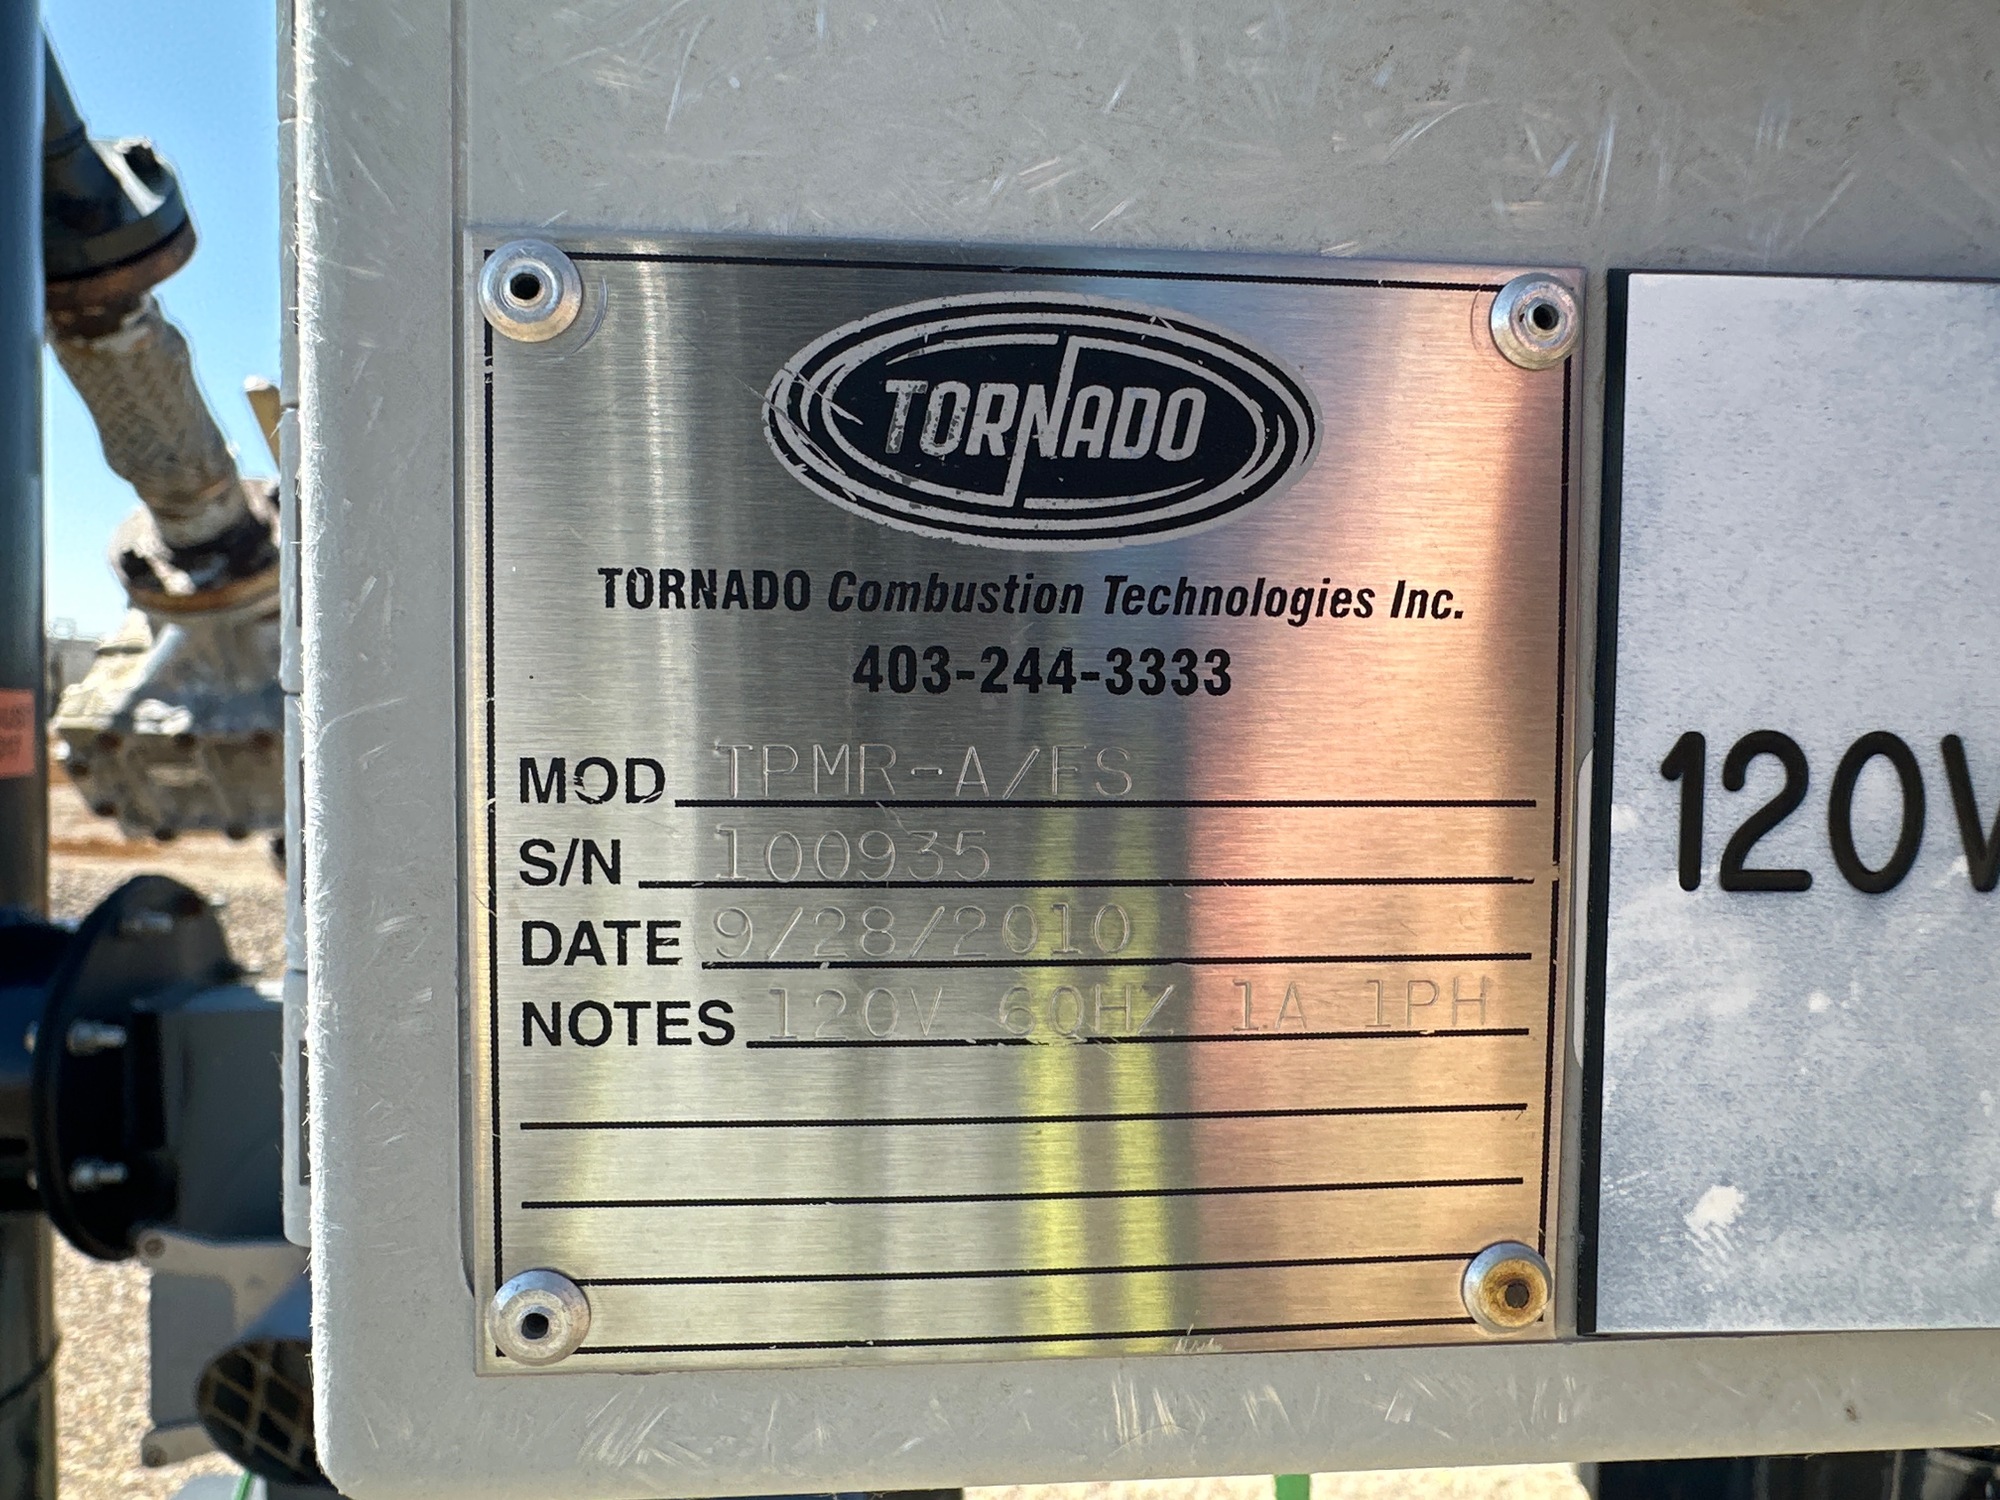 TORNADO
TORNADO Combustion Technologies Inc.
403-244-3333
MOD TPMR-A/FS
S/N 100935
DATE 9/28/2010
NOTES 120V 60HZ 1A 1PH
120V